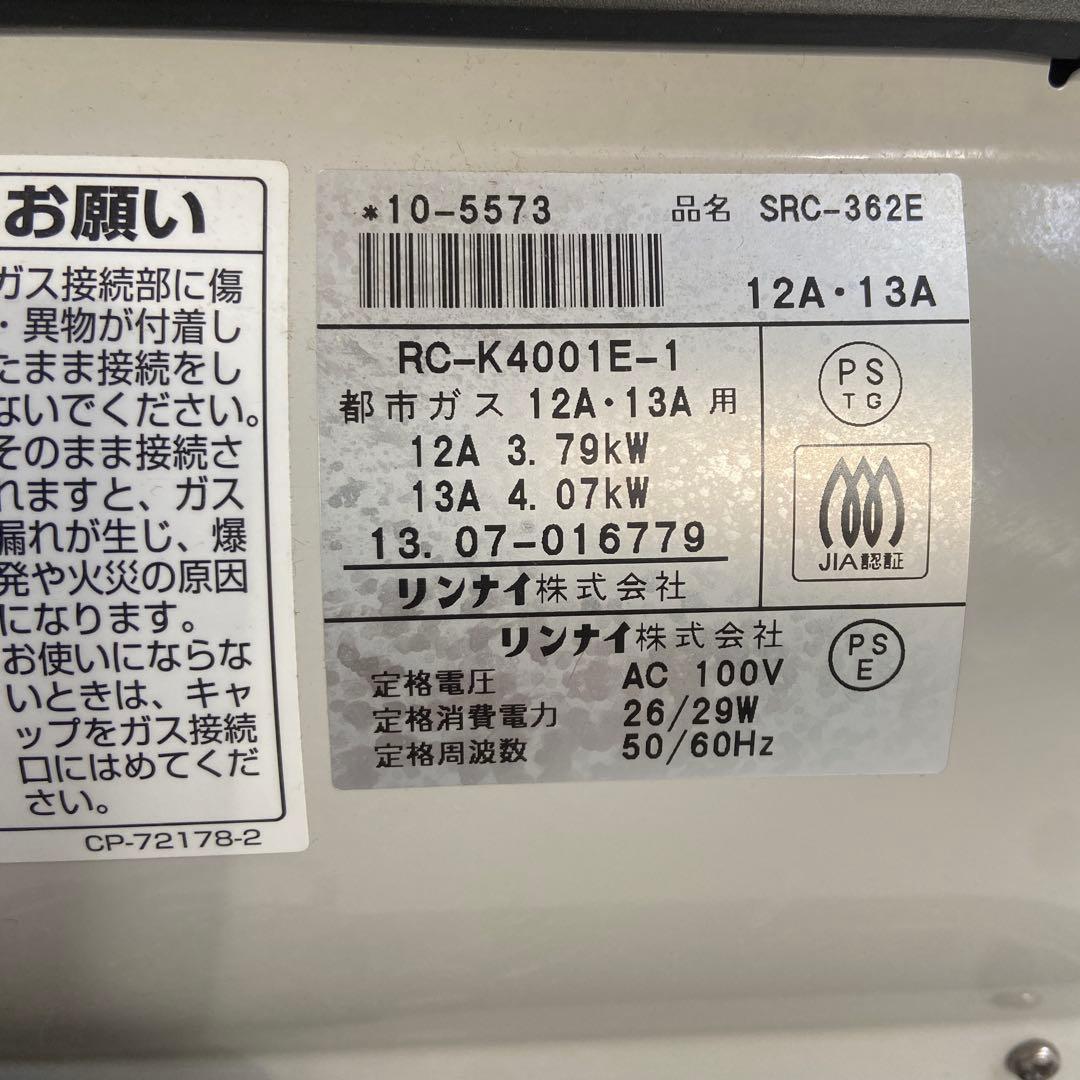 お願い
ガス接続部に傷
・異物が付着し
たまま接続をし
ないでください。
そのまま接続さ
れますと、ガス
漏れが生じ、爆
発や火災の原因
になります。
お使いにならな
いときは、キャ
ップをガス接続
口にはめてくだ
さい。
CP-72178-2
*10-5573 品名 SRC-362E
12A・13A
RC-K4001E-1
都市ガス 12A・13A 用
12A 3.79kW
13A 4.07kW
13.07-016779
リンナイ株式会社
PS
TG
JIA認証
リンナイ株式会社
定格電圧 AC 100V
定格消費電力 26/29W
定格周波数 50/60Hz
PS
E